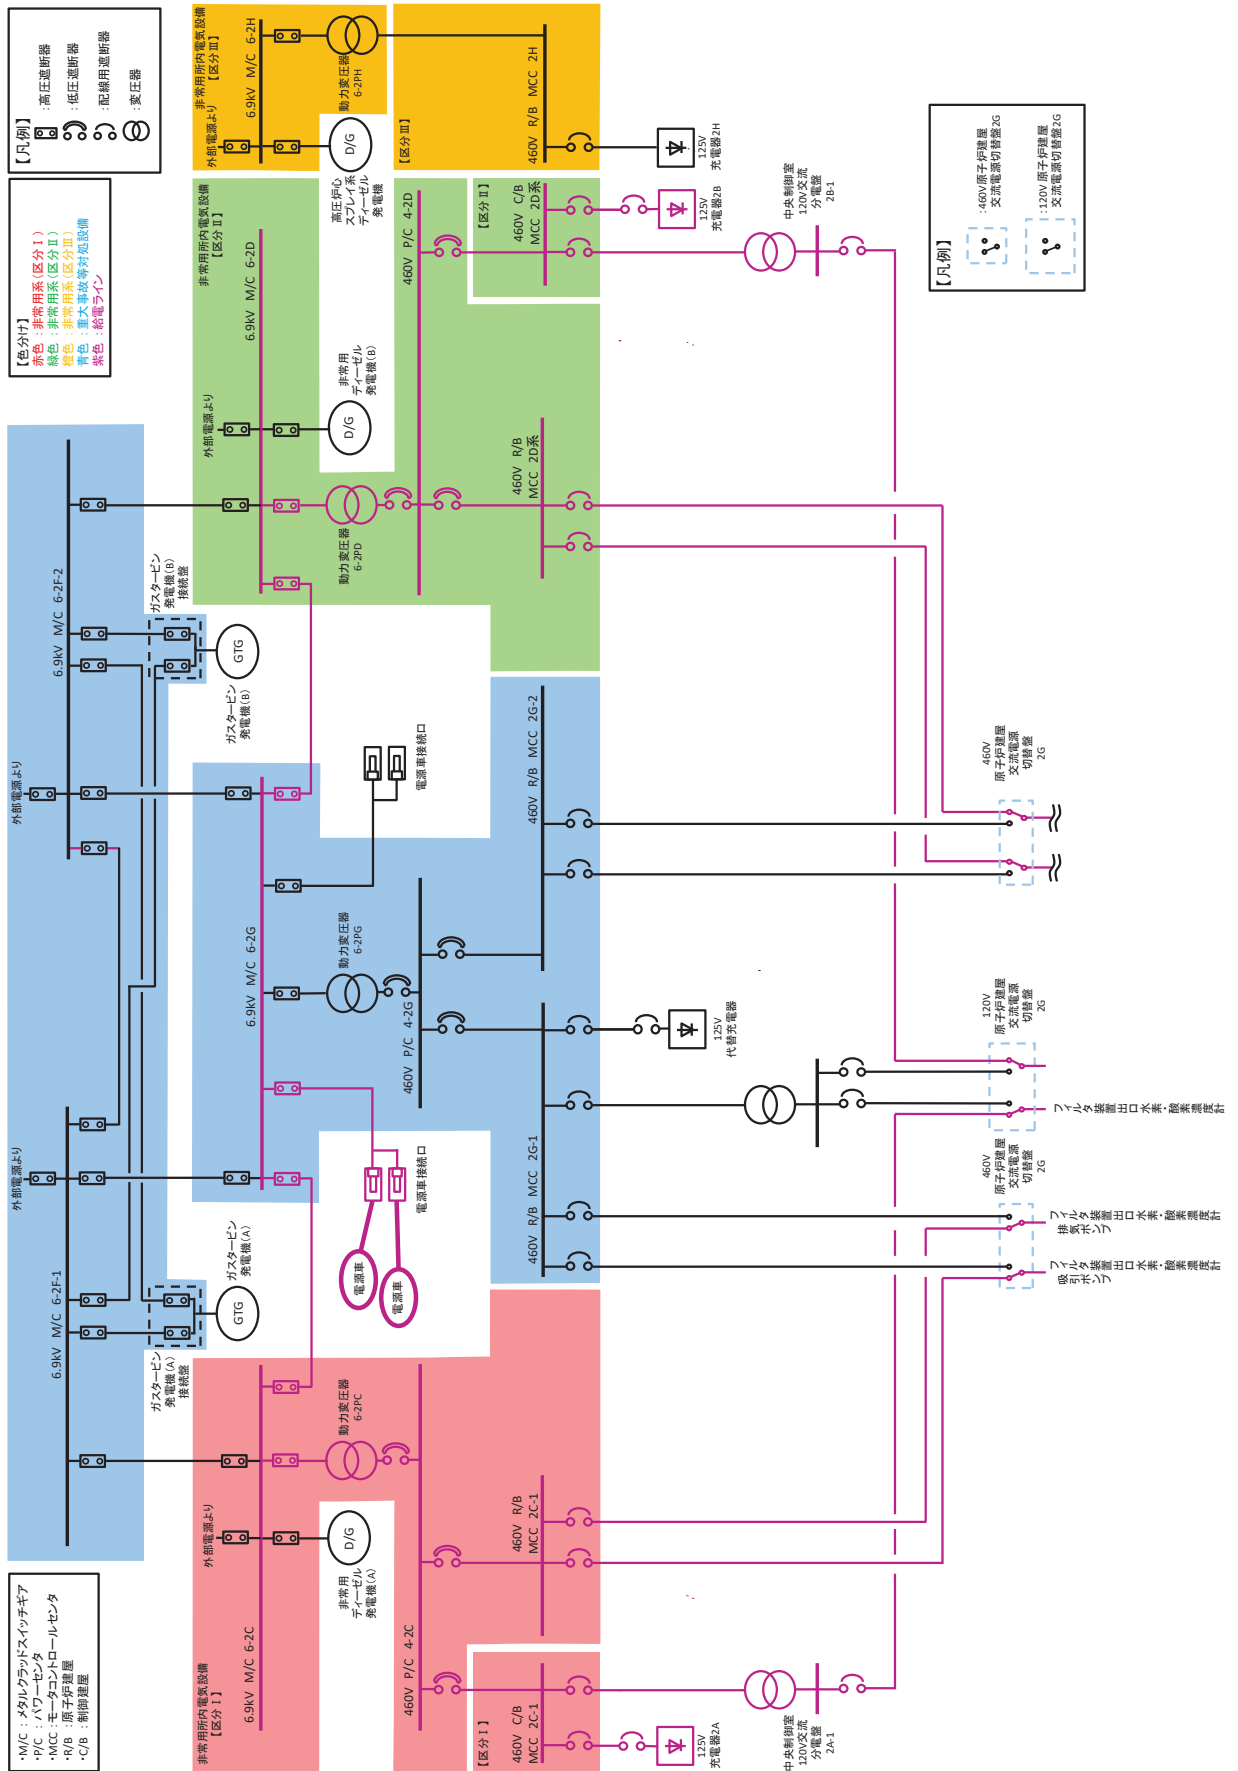 ・M/C ：メタルクラッドスイッチギア
・P/C ：パワーセンタ
・MCC：モータコントロールセンタ
・R/B ：原子炉建屋
・C/B ：制御建屋
【色分け】
赤色 ：非常用系(区分Ⅰ)
緑色 ：非常用系(区分Ⅱ)
橙色 ：非常用系(区分Ⅲ)
青色 ：重大事故等対処設備
紫色 ：給電ライン
【凡例】
：高圧遮断器
：低圧遮断器
：配線用遮断器
：変圧器
外部電源より
6.9kV M/C 6-2F-1
外部電源より
6.9kV M/C 6-2F-2
ガスタービン
発電機(A)
接続盤
GTG
ガスタービン
発電機(A)
ガスタービン
発電機(B)
接続盤
GTG
ガスタービン
発電機(B)
非常用所内電気設備
【区分Ⅰ】
外部電源より
6.9kV M/C 6-2C
D/G
非常用
ディーゼル
発電機(A)
動力変圧器
6-2PC
460V P/C 4-2C
【区分Ⅰ】
460V C/B
MCC 2C-1
460V R/B
MCC 2C-1
125V
充電器2A
中央制御室
120V交流
分電盤
2A-1
6.9kV M/C 6-2G
電源車
電源車
電源車接続口
動力変圧器
6-2PG
電源車接続口
460V P/C 4-2G
460V R/B MCC 2G-1
460V R/B MCC 2G-2
125V
代替充電器
非常用所内電気設備
【区分Ⅱ】
外部電源より
6.9kV M/C 6-2D
D/G
非常用
ディーゼル
発電機(B)
動力変圧器
6-2PD
460V P/C 4-2D
460V R/B
MCC 2D系
【区分Ⅱ】
460V C/B
MCC 2D系
125V
充電器2B
中央制御室
120V交流
分電盤
2B-1
非常用所内電気設備
【区分Ⅲ】
外部電源より
6.9kV M/C 6-2H
D/G
高圧炉心
スプレイ系
ディーゼル
発電機
動力変圧器
6-2PH
【区分Ⅲ】
460V R/B MCC 2H
125V
充電器2H
【凡例】
：460V原子炉建屋
交流電源切替盤2G
：120V原子炉建屋
交流電源切替盤2G
460V
原子炉建屋
交流電源
切替盤
2G
120V
原子炉建屋
交流電源
切替盤
2G
460V
原子炉建屋
交流電源
切替盤
2G
フィルタ装置出口水素・酸素濃度計
フィルタ装置出口水素・酸素濃度計
排気ポンプ
フィルタ装置出口水素・酸素濃度計
吸引ポンプ